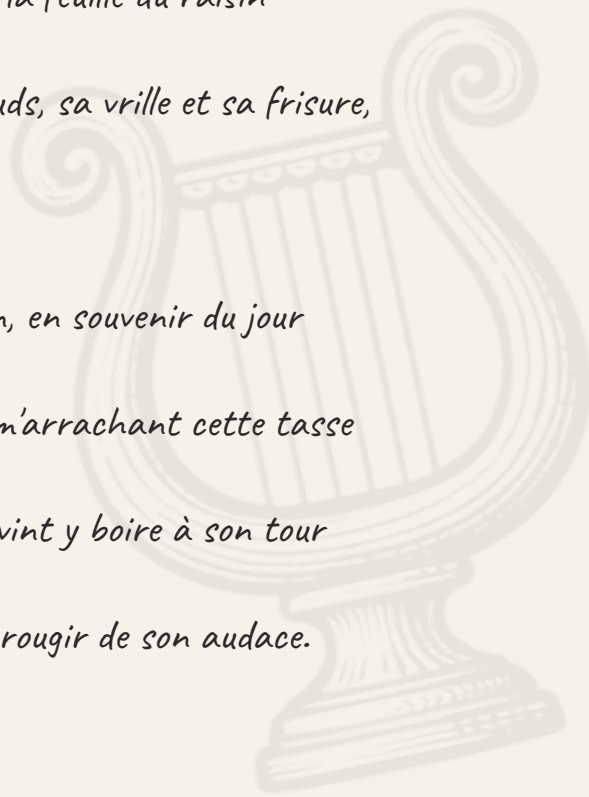 la feuille du raisin
sa vrille et sa frisure,
en souvenir du jour
m'arrachant cette tasse
vint y boire à son tour
rougir de son audace.